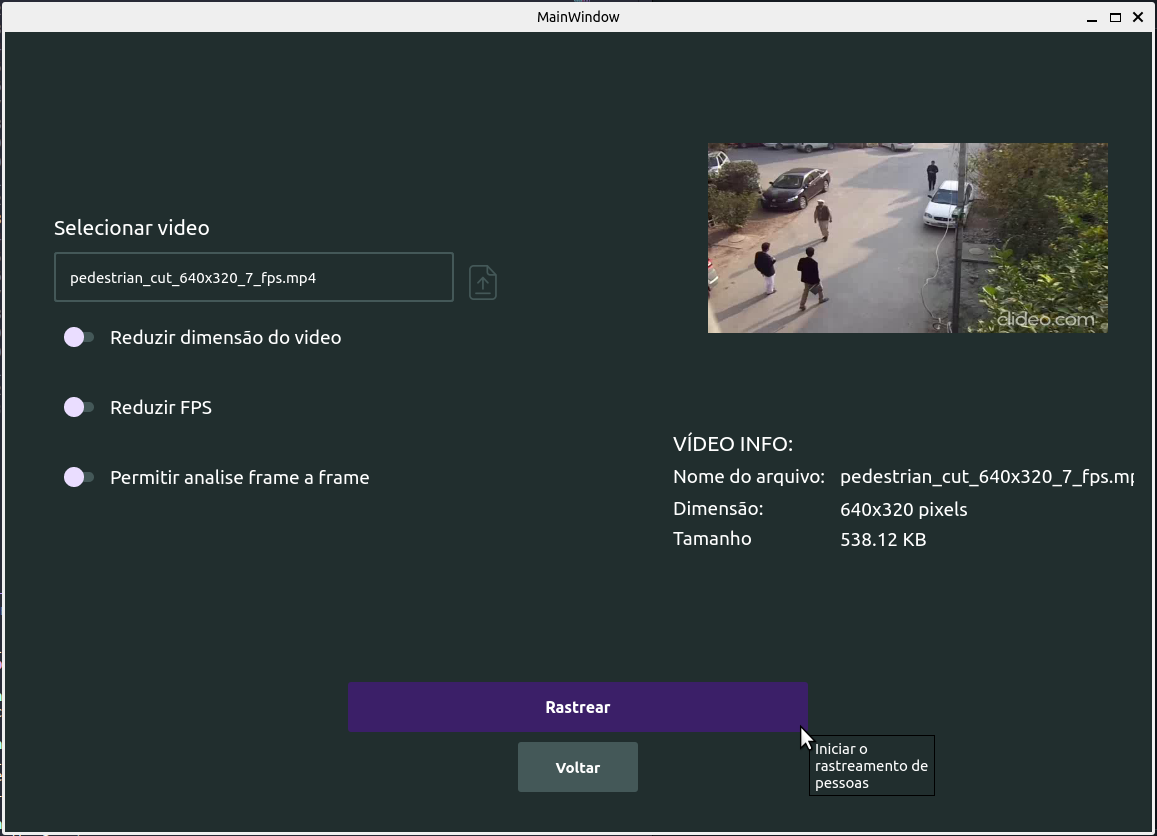 MainWindow
Selecionar video
pedestrian_cut_640x320_7_fps.mp4
Reduzir dimensão do video
Reduzir FPS
Permitir analise frame a frame
clideo.com
VÍDEO INFO:
Nome do arquivo: pedestrian_cut_640x320_7_fps.mp
Dimensão: 640x320 pixels
Tamanho 538.12 KB
Rastrear
Voltar
Iniciar o
rastreamento de
pessoas